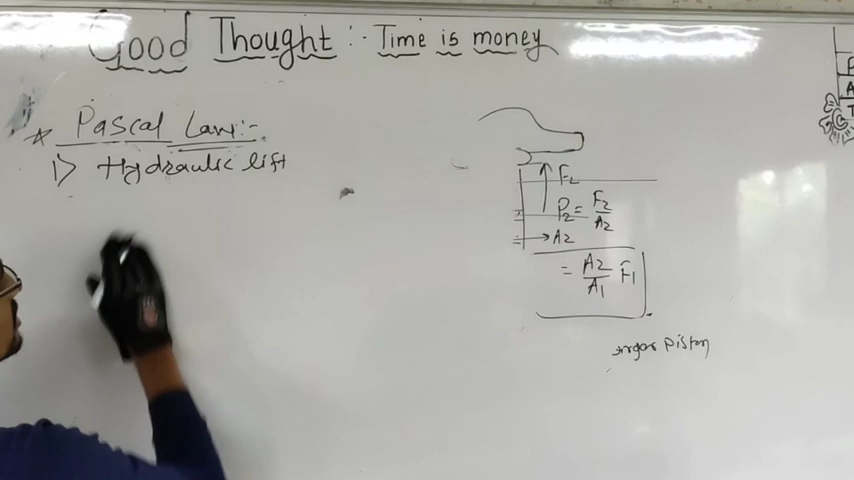 Good Thought :- Time is money
Pascal Law:-
1) Hydraulic lift
F2
P2 = F2/A2
→ A2
= A2/A1 F1
piston
P
A
T